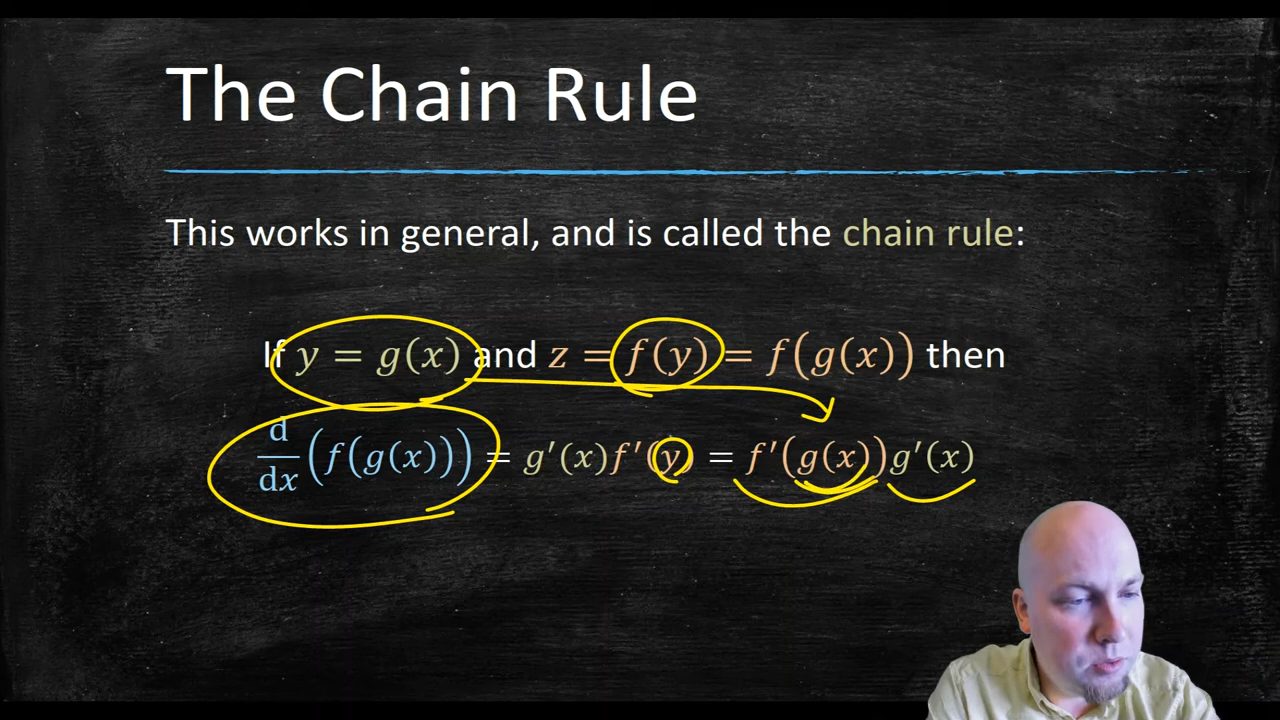 The Chain Rule
This works in general, and is called the chain rule:
If y = g(x) and z = f(y) = f(g(x)) then
d/dx (f(g(x))) = g′(x)f′(y) = f′(g(x))g′(x)